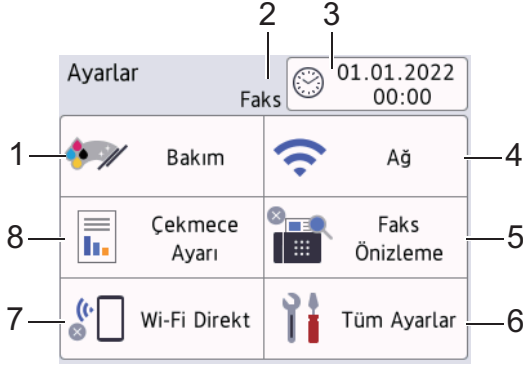 2
3
Ayarlar
01.01.2022
Faks
00:00
1
Bakım
Ağ
4
8
Çekmece
Ayarı
Faks
Önizleme
5
7
Wi-Fi Direkt
Tüm Ayarlar
6